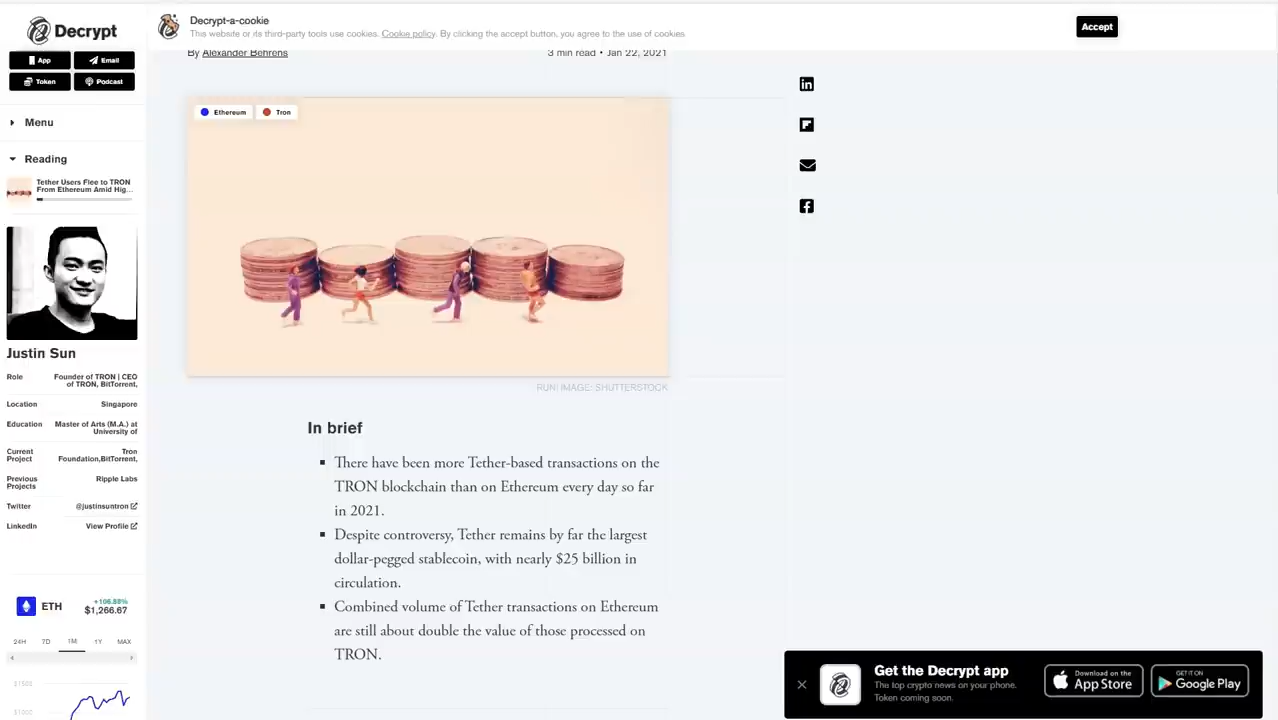 Decrypt
App
Email
Token
Podcast
Menu
Reading
Tether Users Flee to TRON
From Ethereum Amid Hig...
Justin Sun
Role
Founder of TRON | CEO
of TRON, BitTorrent,
Location
Singapore
Education
Master of Arts (M.A.) at
University of
Current
Project
Tron
Foundation,BitTorrent,
Previous
Projects
Ripple Labs
Twitter
@justinsuntron
LinkedIn
View Profile
ETH
+106.88%
$1,266.67
24H 7D 1M 1Y MAX
$1500
$1000
Decrypt-a-cookie
This website or its third-party tools use cookies. Cookie policy. By clicking the accept button, you agree to the use of cookies.
Accept
By Alexander Behrens
3 min read • Jan 22, 2021
Ethereum
Tron
RUN! IMAGE: SHUTTERSTOCK
In brief
There have been more Tether-based transactions on the
TRON blockchain than on Ethereum every day so far
in 2021.
Despite controversy, Tether remains by far the largest
dollar-pegged stablecoin, with nearly $25 billion in
circulation.
Combined volume of Tether transactions on Ethereum
are still about double the value of those processed on
TRON.
Get the Decrypt app
The top crypto news on your phone.
Token coming soon.
Download on the
App Store
GET IT ON
Google Play